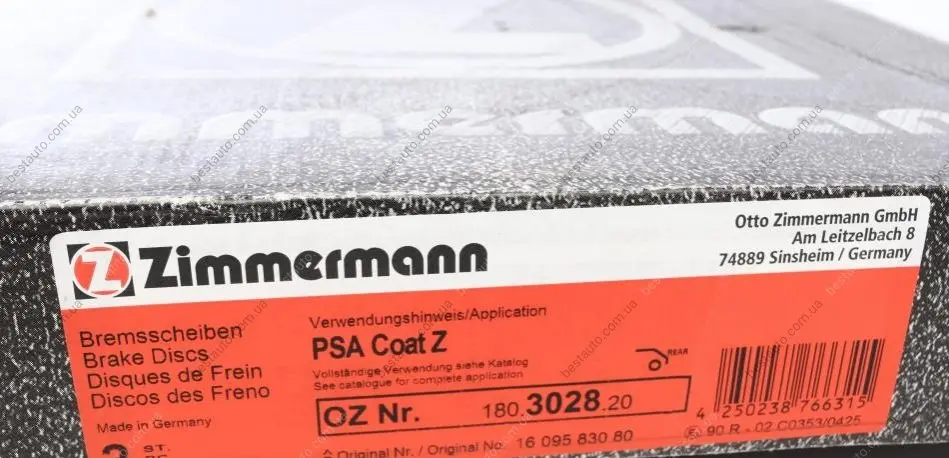 Zimmermann
Otto Zimmermann GmbH
Am Leitzelbach 8
74889 Sinsheim / Germany
Bremsscheiben
Brake Discs
Disques de Frein
Discos del Freno
Made in Germany
Verwendungshinweis/Application
PSA Coat Z
Vollständige Verwendung siehe Katalog
See catalogue for complete application
REAR
OZ Nr. 180.3028.20
4 250238 766315
90 R - 02 C0353/0425
ST.
Original Nr. / Original No. 16 095 830 80
bestauto.com.ua